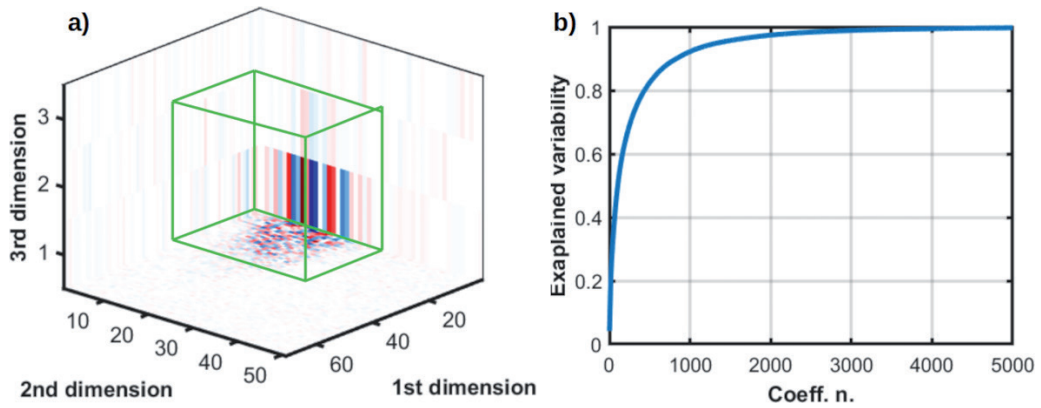 a)
3rd dimension
3
2
1
10
20
30
40
50
2nd dimension
60
40
20
1st dimension
b)
Exaplained variability
1
0.8
0.6
0.4
0.2
0
0 1000 2000 3000 4000 5000
Coeff. n.